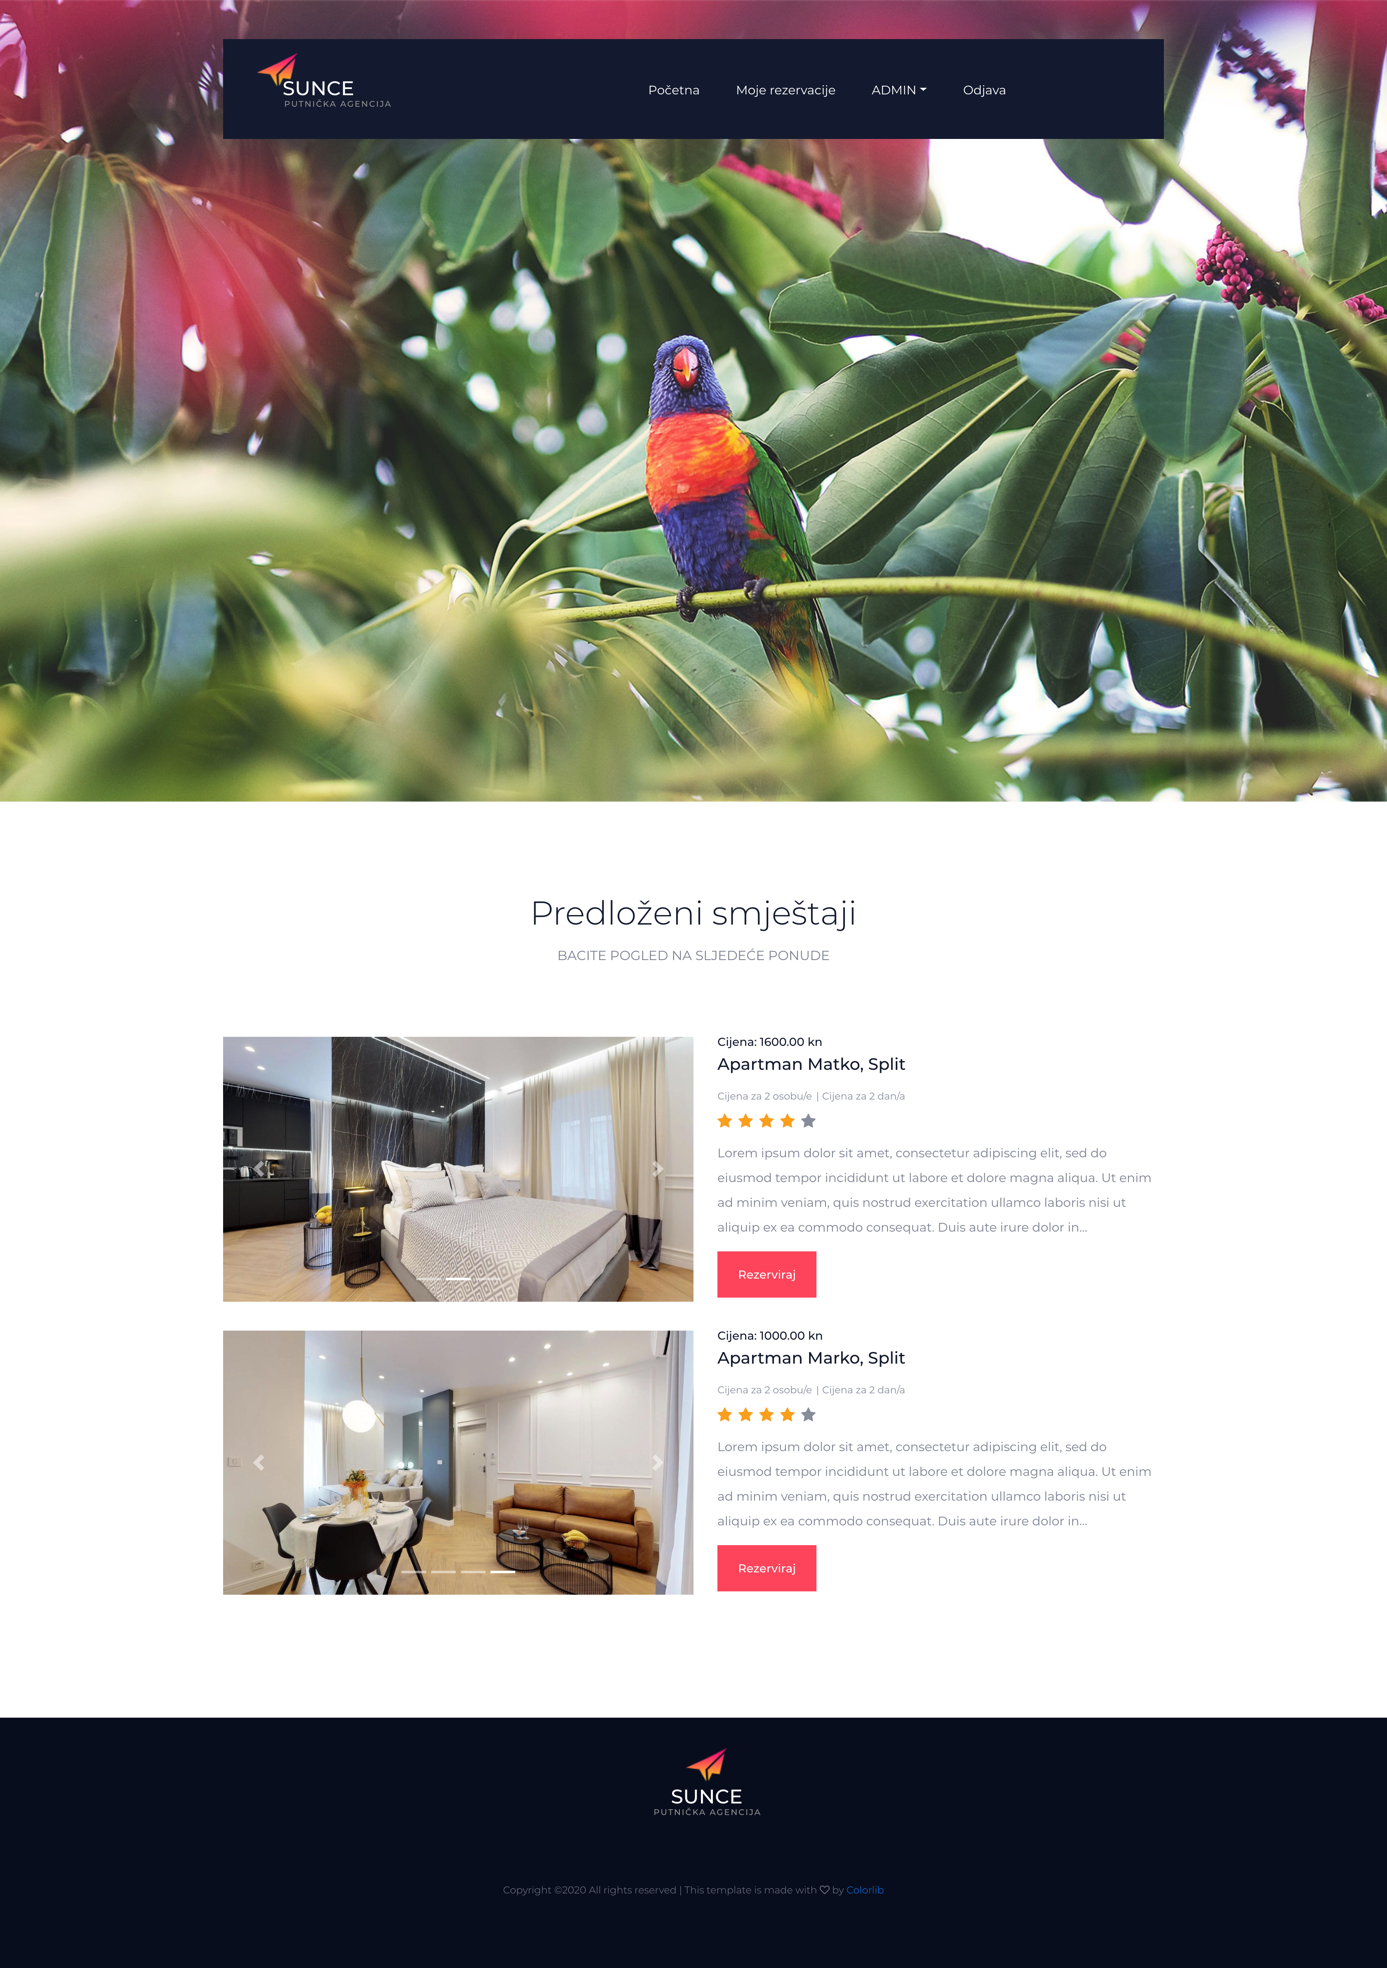 SUNCE
PUTNIČKA AGENCIJA
Početna
Moje rezervacije
ADMIN
Odjava
Predloženi smještaji
BACITE POGLED NA SLJEDEĆE PONUDE
Cijena: 1600.00 kn
Apartman Matko, Split
Cijena za 2 osobu/e | Cijena za 2 dan/a
Lorem ipsum dolor sit amet, consectetur adipiscing elit, sed do
eiusmod tempor incididunt ut labore et dolore magna aliqua. Ut enim
ad minim veniam, quis nostrud exercitation ullamco laboris nisi ut
aliquip ex ea commodo consequat. Duis aute irure dolor in...
Rezerviraj
Cijena: 1000.00 kn
Apartman Marko, Split
Cijena za 2 osobu/e | Cijena za 2 dan/a
Lorem ipsum dolor sit amet, consectetur adipiscing elit, sed do
eiusmod tempor incididunt ut labore et dolore magna aliqua. Ut enim
ad minim veniam, quis nostrud exercitation ullamco laboris nisi ut
aliquip ex ea commodo consequat. Duis aute irure dolor in...
Rezerviraj
SUNCE
PUTNIČKA AGENCIJA
Copyright ©2020 All rights reserved | This template is made with ♡ by Colorlib